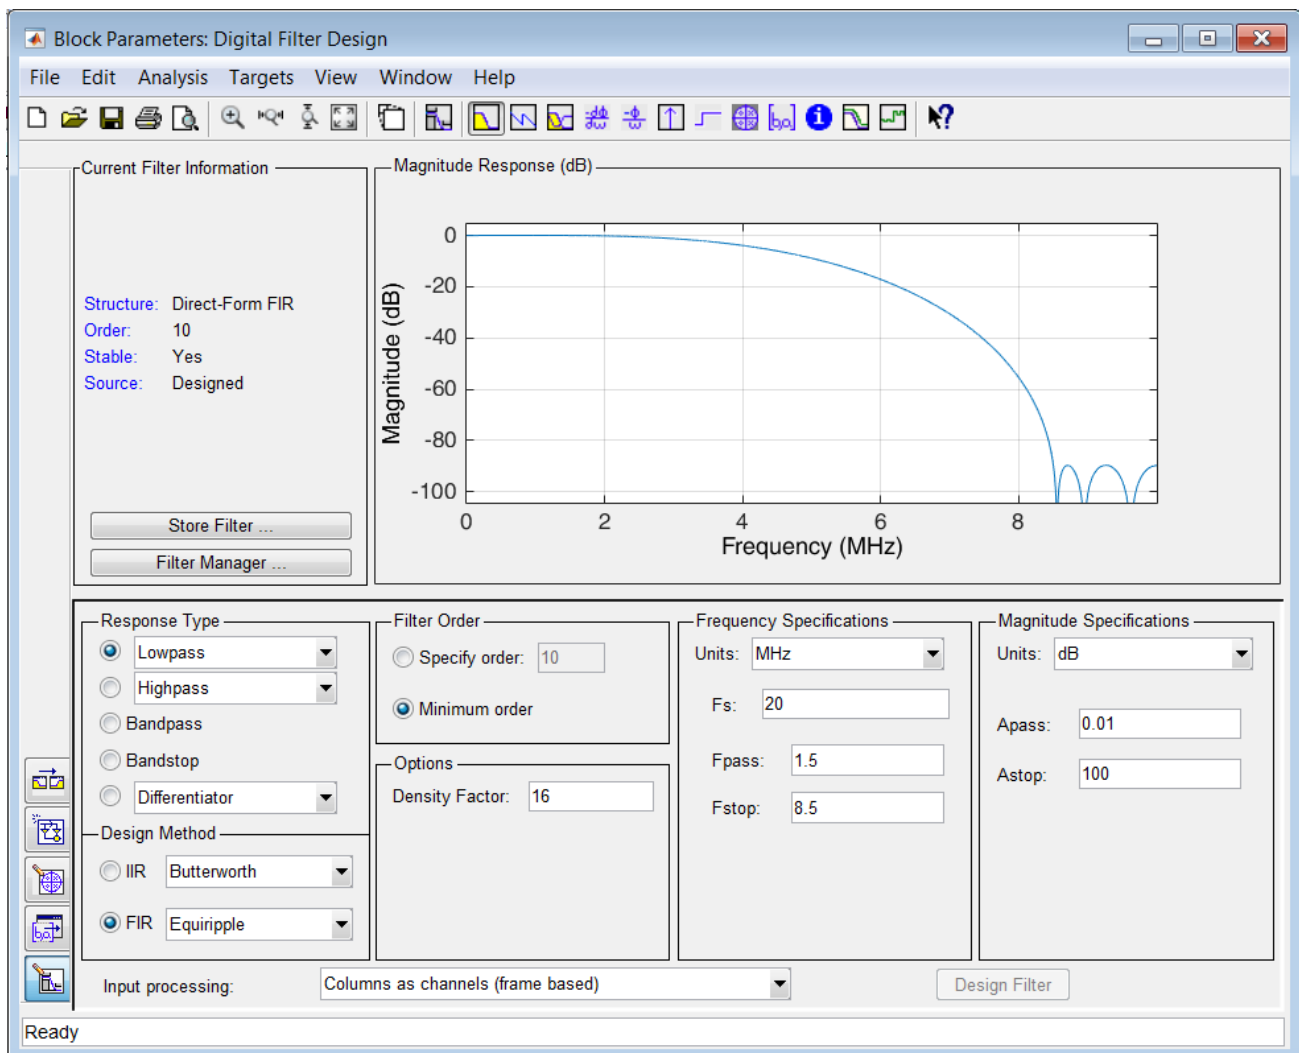 Block Parameters: Digital Filter Design
File Edit Analysis Targets View Window Help
Current Filter Information
Structure: Direct-Form FIR
Order: 10
Stable: Yes
Source: Designed
Store Filter ...
Filter Manager ...
Magnitude Response (dB)
Magnitude (dB)
0
-20
-40
-60
-80
-100
0 2 4 6 8
Frequency (MHz)
Response Type
Lowpass
Highpass
Bandpass
Bandstop
Differentiator
Design Method
IIR Butterworth
FIR Equiripple
Filter Order
Specify order: 10
Minimum order
Options
Density Factor: 16
Frequency Specifications
Units: MHz
Fs: 20
Fpass: 1.5
Fstop: 8.5
Magnitude Specifications
Units: dB
Apass: 0.01
Astop: 100
Input processing: Columns as channels (frame based)
Design Filter
Ready